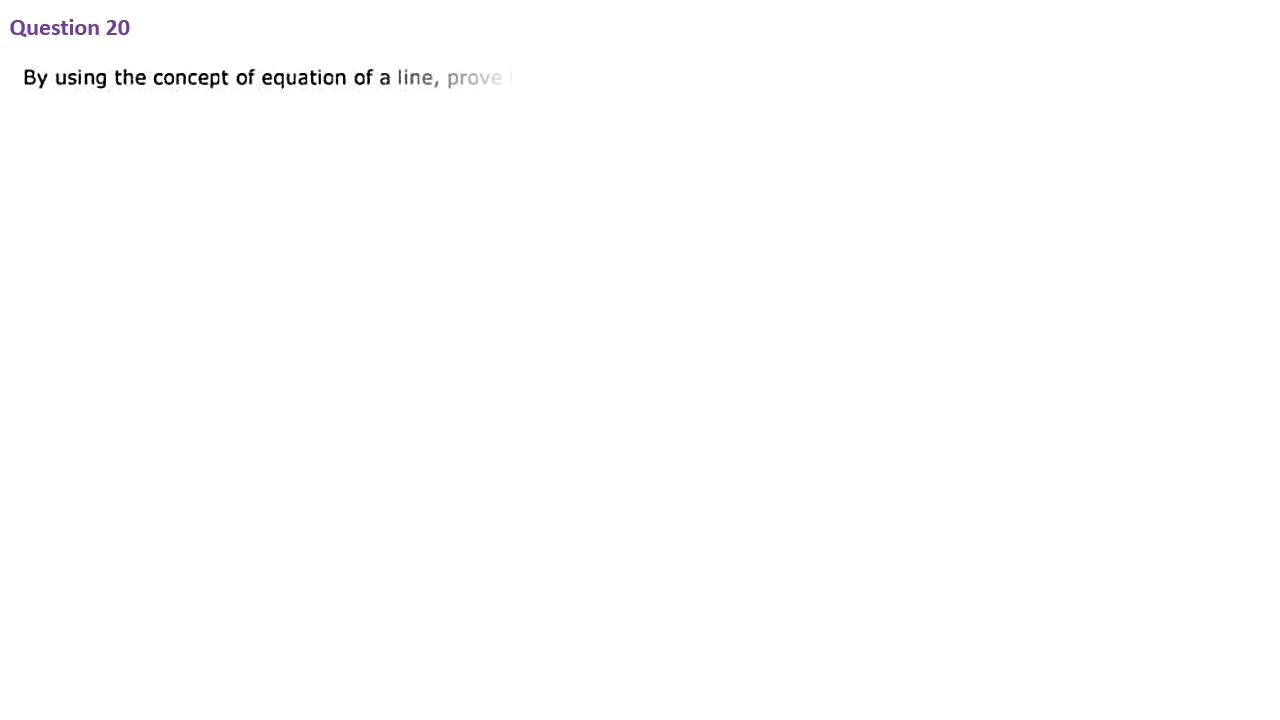 Question 20
By using the concept of equation of a line, prove